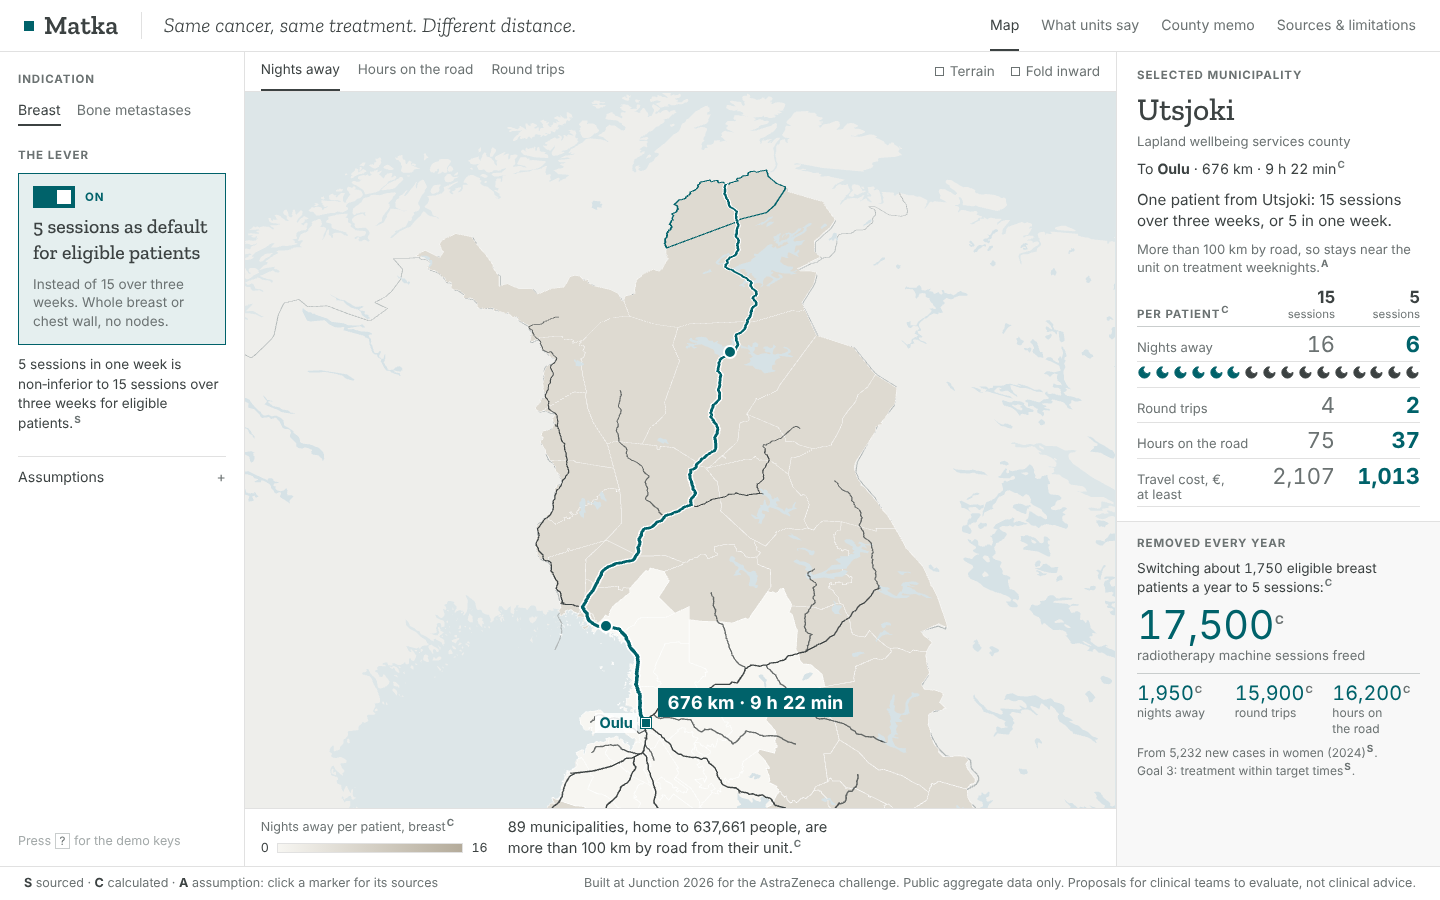 Matka
Same cancer, same treatment. Different distance.
Map
What units say
County memo
Sources & limitations
INDICATION
Breast
Bone metastases
THE LEVER
ON
5 sessions as default
for eligible patients
Instead of 15 over three
weeks. Whole breast or
chest wall, no nodes.
5 sessions in one week is
non-inferior to 15 sessions over
three weeks for eligible
patients.S
Assumptions +
Press ? for the demo keys
Nights away
Hours on the road
Round trips
Terrain
Fold inward
676 km · 9 h 22 min
Oulu
Nights away per patient, breastC
0 16
89 municipalities, home to 637,661 people, are
more than 100 km by road from their unit.C
SELECTED MUNICIPALITY
Utsjoki
Lapland wellbeing services county
To Oulu · 676 km · 9 h 22 minC
One patient from Utsjoki: 15 sessions
over three weeks, or 5 in one week.
More than 100 km by road, so stays near the
unit on treatment weeknights.A
PER PATIENTC 15 sessions 5 sessions
Nights away 16 6
Round trips 4 2
Hours on the road 75 37
Travel cost, €, at least 2,107 1,013
REMOVED EVERY YEAR
Switching about 1,750 eligible breast
patients a year to 5 sessions:C
17,500C
radiotherapy machine sessions freed
1,950C 15,900C 16,200C
nights away round trips hours on the road
From 5,232 new cases in women (2024)S.
Goal 3: treatment within target timesS.
S sourced · C calculated · A assumption: click a marker for its sources
Built at Junction 2026 for the AstraZeneca challenge. Public aggregate data only. Proposals for clinical teams to evaluate, not clinical advice.